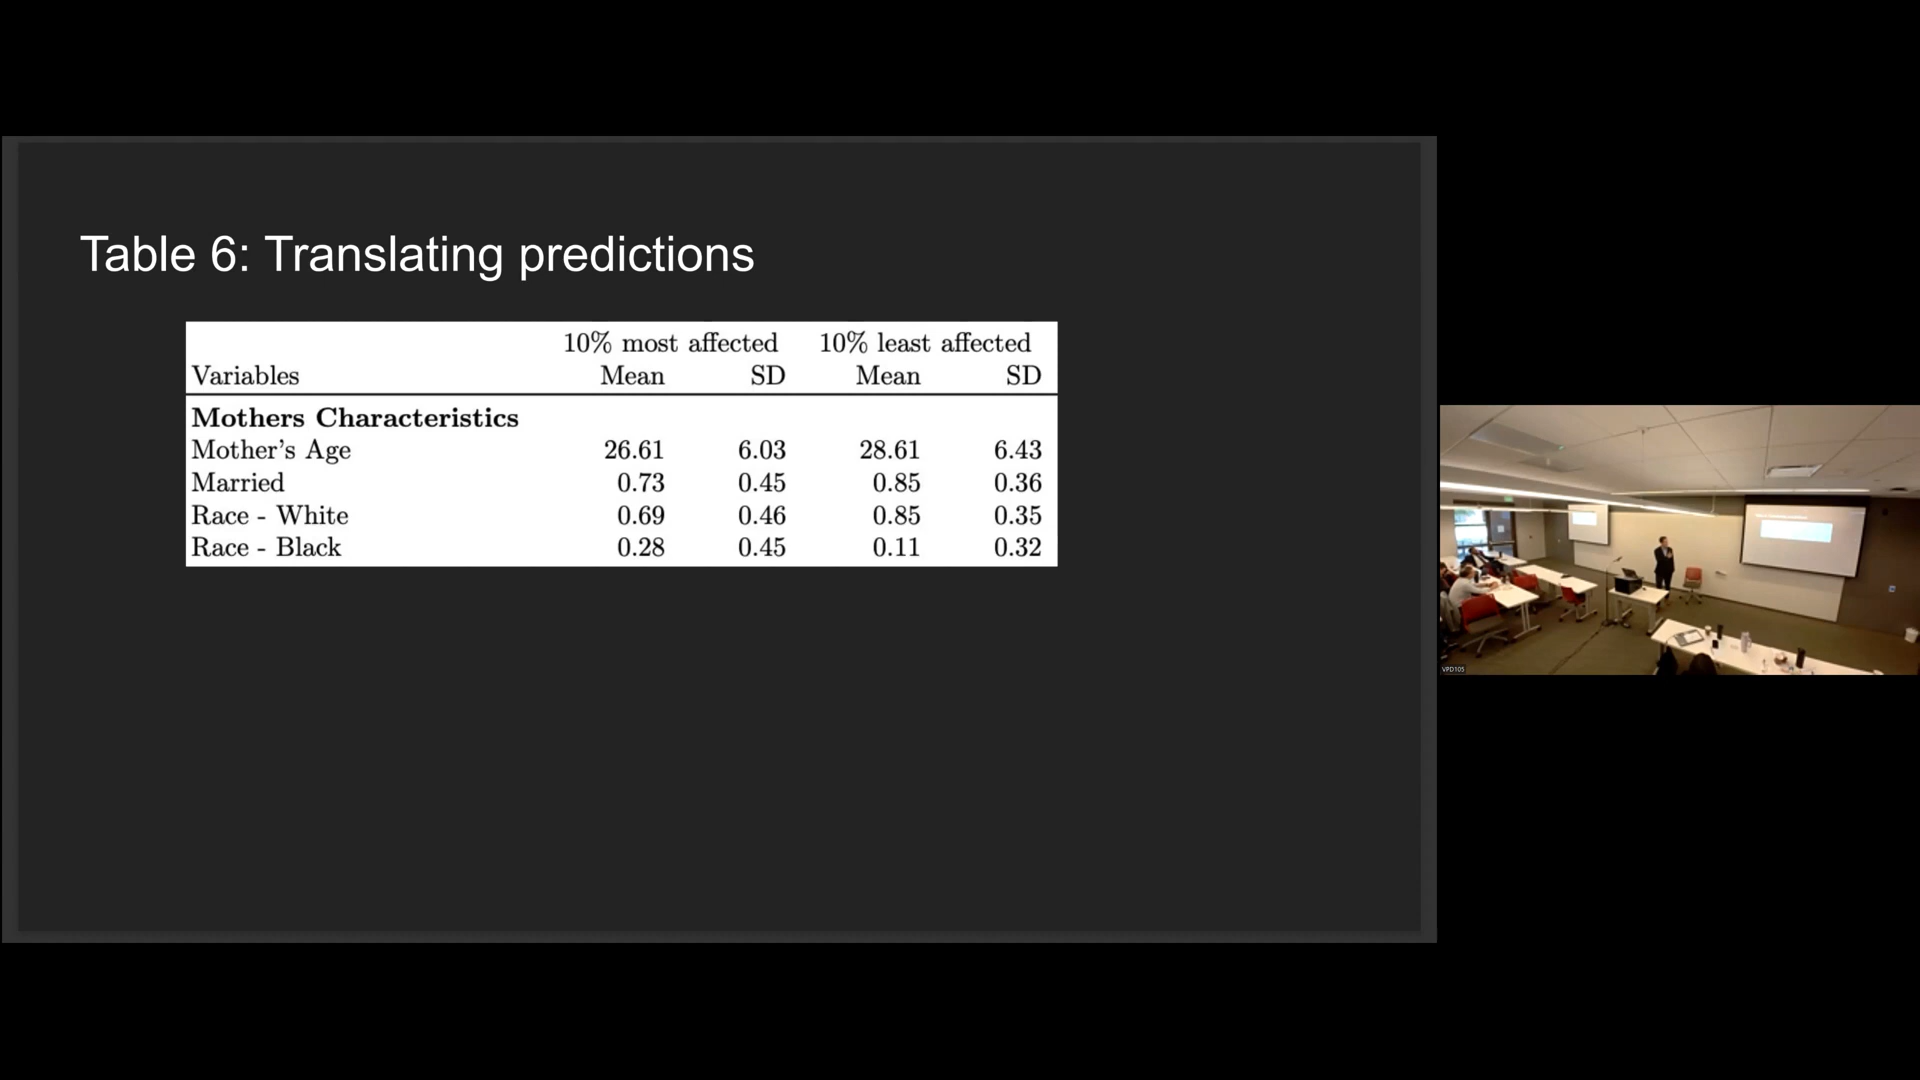 Table 6: Translating predictions
10% most affected 10% least affected
Variables Mean SD Mean SD
Mothers Characteristics
Mother's Age 26.61 6.03 28.61 6.43
Married 0.73 0.45 0.85 0.36
Race - White 0.69 0.46 0.85 0.35
Race - Black 0.28 0.45 0.11 0.32
VPD105